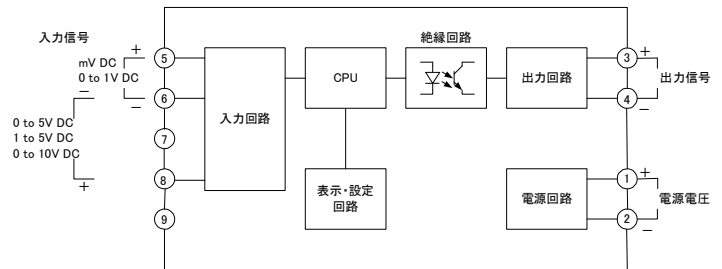 入力信号
+
mV DC
0 to 1V DC
−
−
0 to 5V DC
1 to 5V DC
0 to 10V DC
+
5
6
7
8
9
入力回路
CPU
表示・設定
回路
絶縁回路
出力回路
3
4
+
出力信号
−
電源回路
1
2
+
電源電圧
−